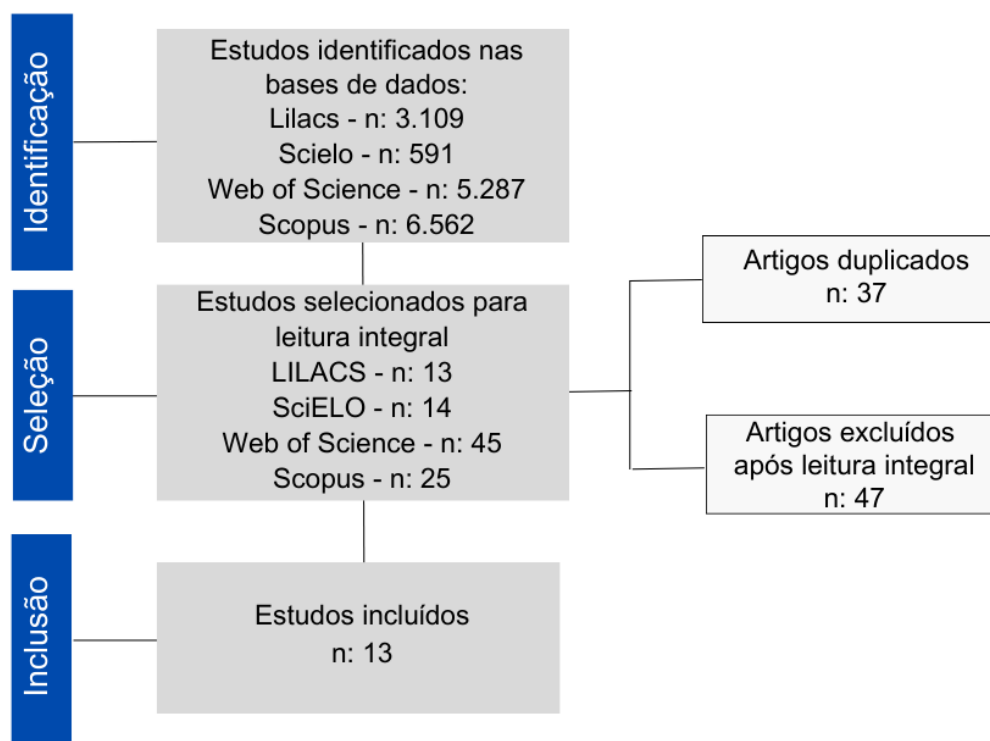 Identificação
Estudos identificados nas
bases de dados:
Lilacs - n: 3.109
Scielo - n: 591
Web of Science - n: 5.287
Scopus - n: 6.562
Seleção
Estudos selecionados para
leitura integral
LILACS - n: 13
SciELO - n: 14
Web of Science - n: 45
Scopus - n: 25
Artigos duplicados
n: 37
Artigos excluídos
após leitura integral
n: 47
Inclusão
Estudos incluídos
n: 13